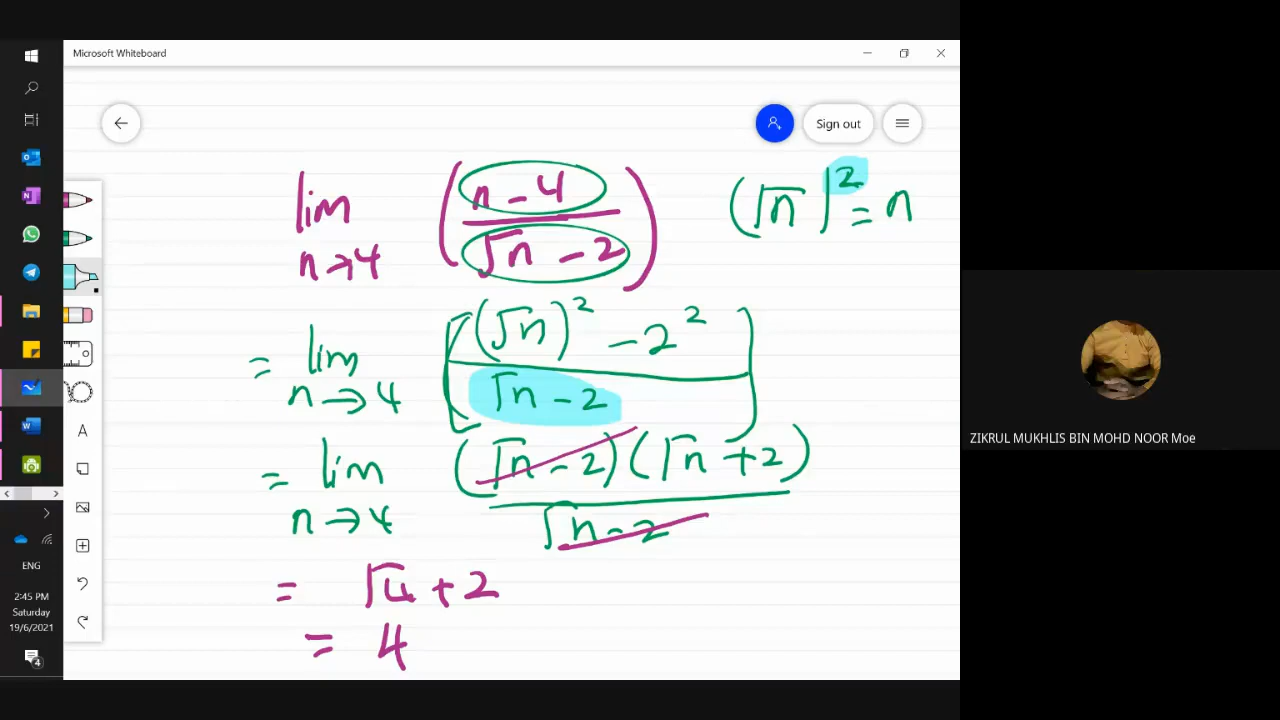 Microsoft Whiteboard
Sign out
lim n→4 (n - 4 / √n - 2)
(√n)² = n
= lim n→4 [(√n)² - 2² / √n - 2]
= lim n→4 (√n - 2)(√n + 2) / √n - 2
= √4 + 2
= 4
A
ENG
2:45 PM
Saturday
19/6/2021
4
ZIKRUL MUKHLIS BIN MOHD NOOR Moe